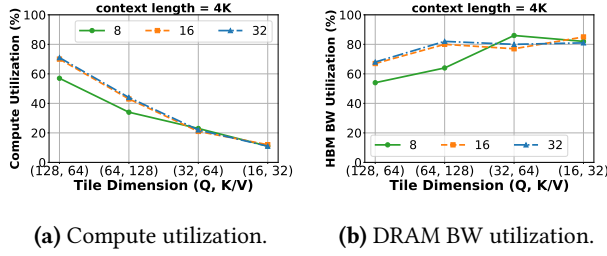 context length = 4K
Compute Utilization (%)
100
80
60
40
20
0
8 16 32
(128, 64) (64, 128) (32, 64) (16, 32)
Tile Dimension (Q, K/V)
(a) Compute utilization.
context length = 4K
HBM BW Utilization (%)
100
80
60
40
20
0
8 16 32
(128, 64) (64, 128) (32, 64) (16, 32)
Tile Dimension (Q, K/V)
(b) DRAM BW utilization.